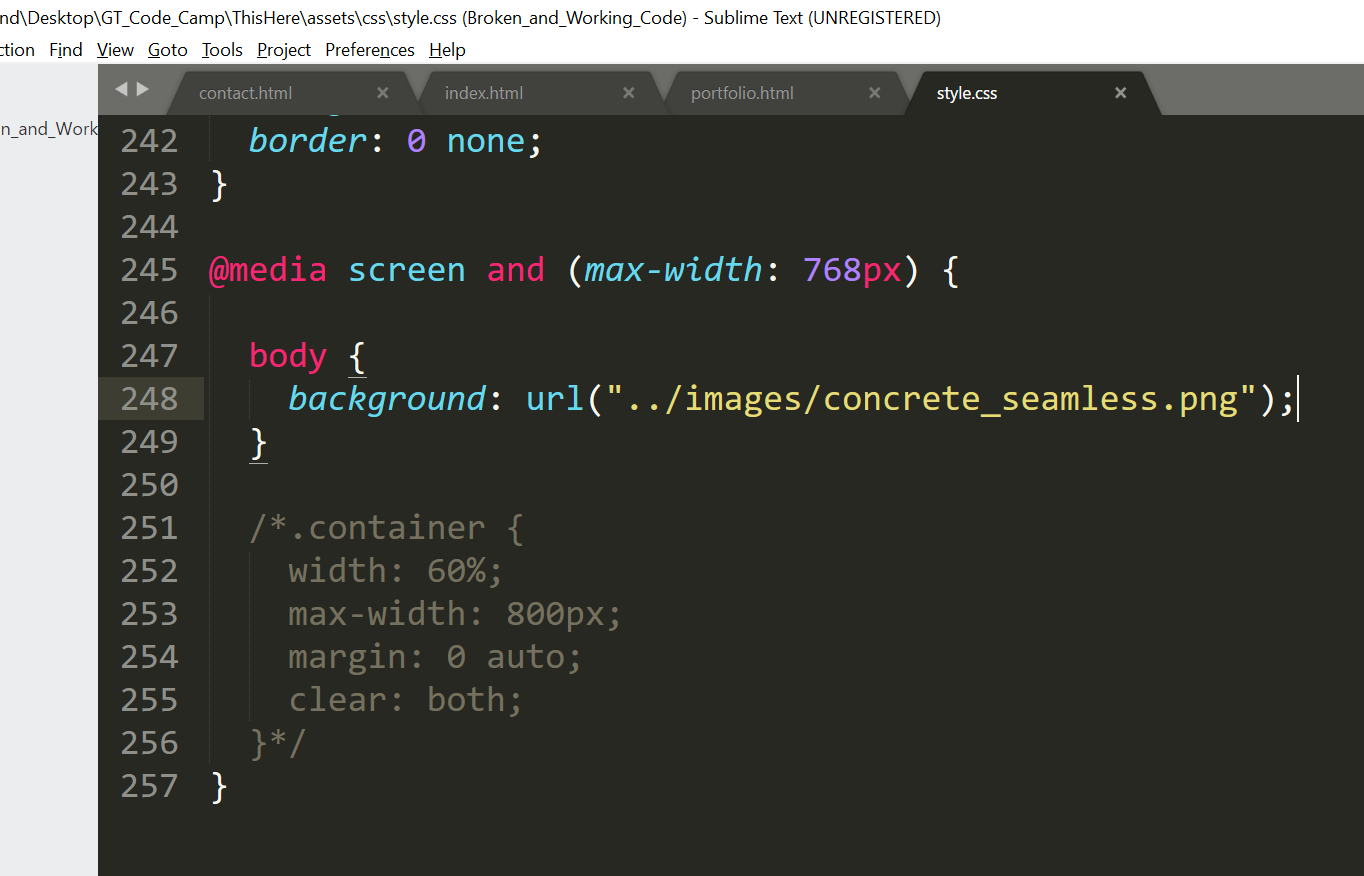 nd\Desktop\GT_Code_Camp\ThisHere\assets\css\style.css (Broken_and_Working_Code) - Sublime Text (UNREGISTERED)
ction Find View Goto Tools Project Preferences Help
contact.html × index.html × portfolio.html × style.css ×
n_and_Work
242 border: 0 none;
243 }
244
245 @media screen and (max-width: 768px) {
246
247 body {
248 background: url("../images/concrete_seamless.png");
249 }
250
251 /*.container {
252 width: 60%;
253 max-width: 800px;
254 margin: 0 auto;
255 clear: both;
256 }*/
257 }